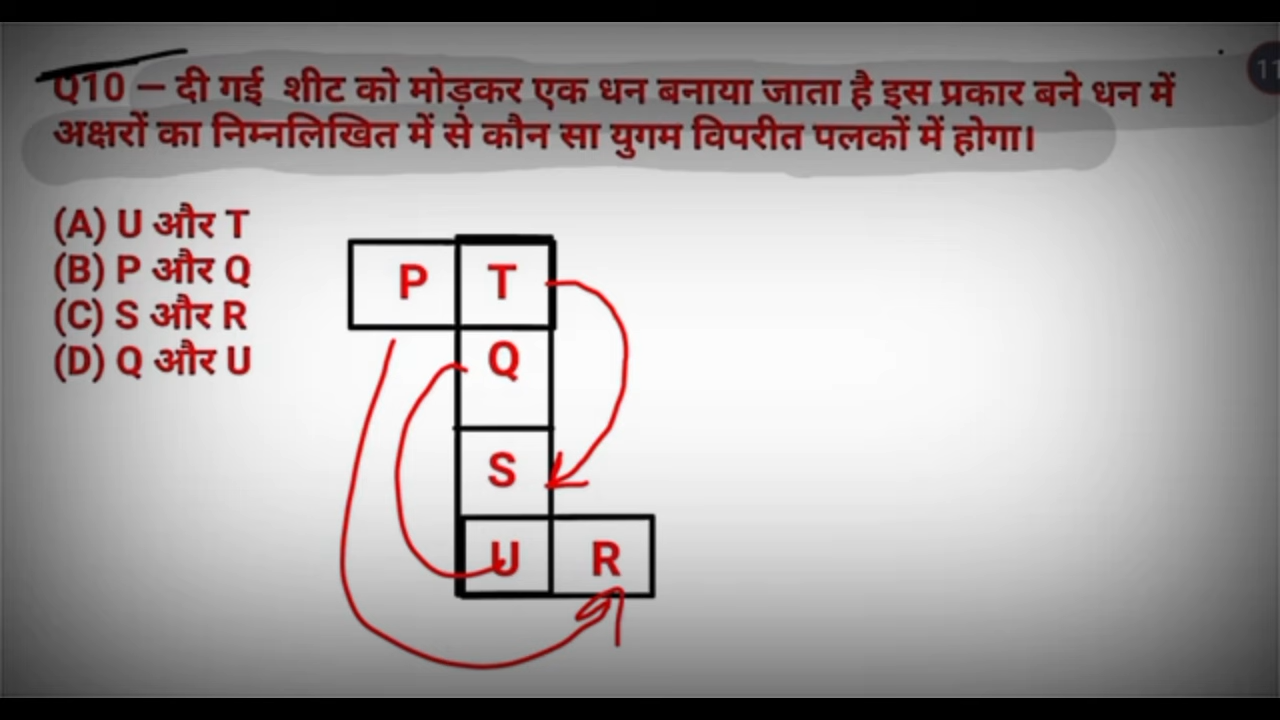 Q10 – दी गई शीट को मोड़कर एक धन बनाया जाता है इस प्रकार बने धन में
अक्षरों का निम्नलिखित में से कौन सा युगम विपरीत पलकों में होगा।
(A) U और T
(B) P और Q
(C) S और R
(D) Q और U
P T
Q
S
U R
11